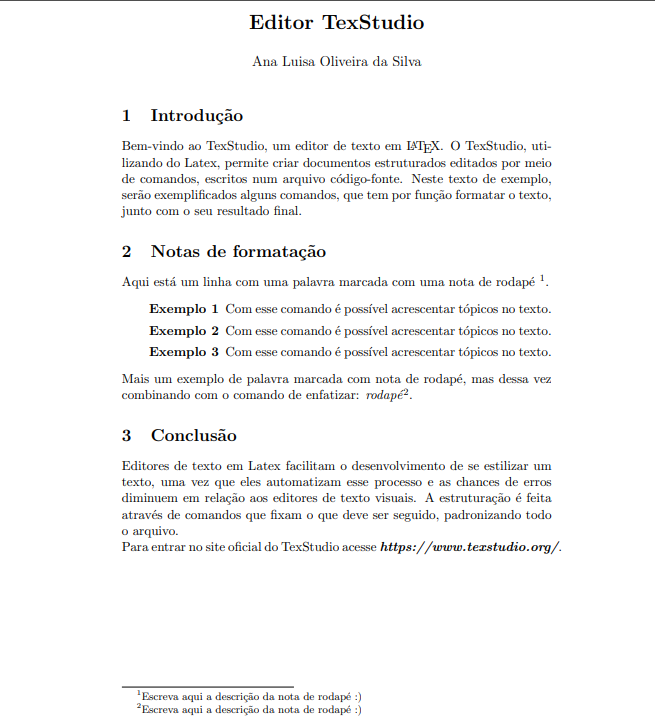 Editor TexStudio
Ana Luisa Oliveira da Silva
1 Introdução
Bem-vindo ao TexStudio, um editor de texto em LATEX. O TexStudio, uti-
lizando do Latex, permite criar documentos estruturados editados por meio
de comandos, escritos num arquivo código-fonte. Neste texto de exemplo,
serão exemplificados alguns comandos, que tem por função formatar o texto,
junto com o seu resultado final.
2 Notas de formatação
Aqui está um linha com uma palavra marcada com uma nota de rodapé ¹.
Exemplo 1 Com esse comando é possível acrescentar tópicos no texto.
Exemplo 2 Com esse comando é possível acrescentar tópicos no texto.
Exemplo 3 Com esse comando é possível acrescentar tópicos no texto.
Mais um exemplo de palavra marcada com nota de rodapé, mas dessa vez
combinando com o comando de enfatizar: rodapé².
3 Conclusão
Editores de texto em Latex facilitam o desenvolvimento de se estilizar um
texto, uma vez que eles automatizam esse processo e as chances de erros
diminuem em relação aos editores de texto visuais. A estruturação é feita
através de comandos que fixam o que deve ser seguido, padronizando todo
o arquivo.
Para entrar no site oficial do TexStudio acesse https://www.texstudio.org/.
¹Escreva aqui a descrição da nota de rodapé :)
²Escreva aqui a descrição da nota de rodapé :)